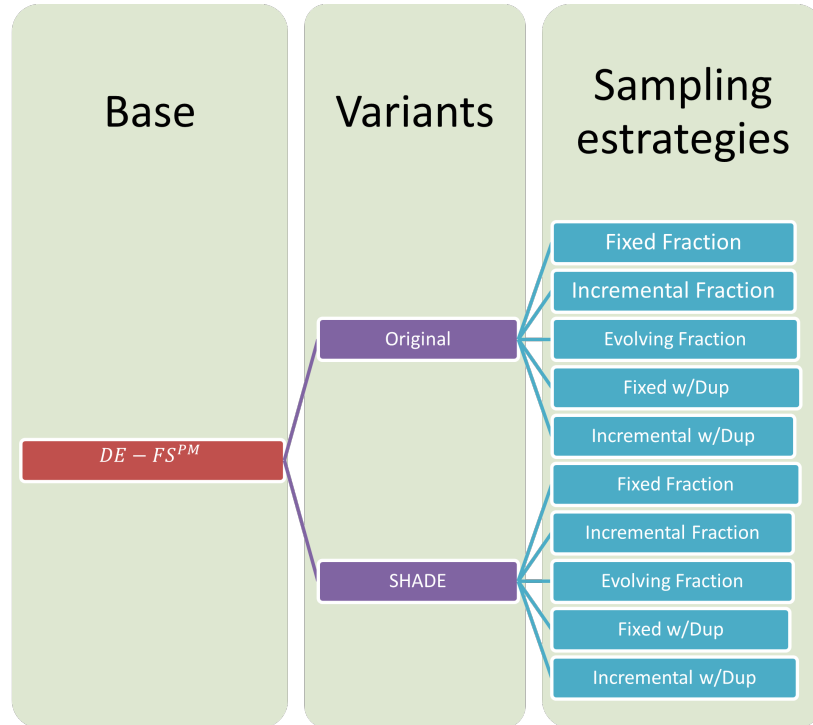 Base
Variants
Sampling
estrategies
Fixed Fraction
Incremental Fraction
Original
Evolving Fraction
Fixed w/Dup
Incremental w/Dup
DE − FS^PM
Fixed Fraction
Incremental Fraction
SHADE
Evolving Fraction
Fixed w/Dup
Incremental w/Dup